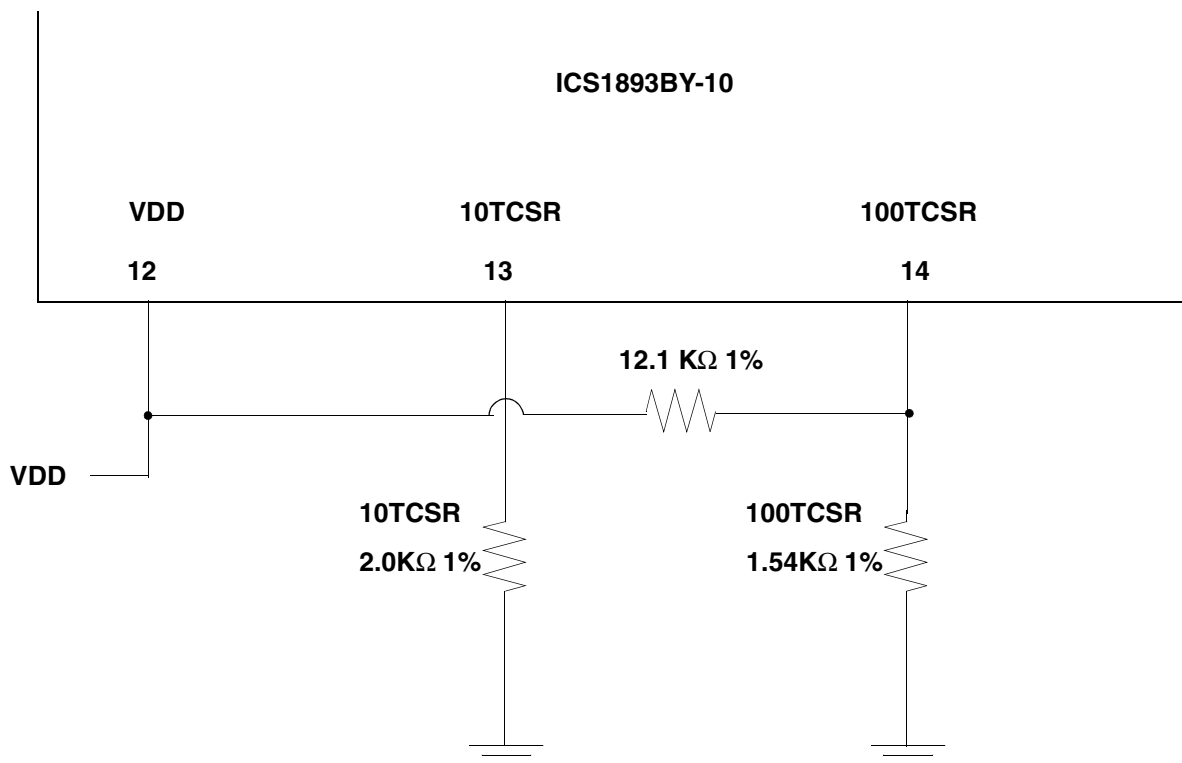 ICS1893BY-10
VDD
10TCSR
100TCSR
12
13
14
12.1 KΩ 1%
VDD
10TCSR
2.0KΩ 1%
100TCSR
1.54KΩ 1%